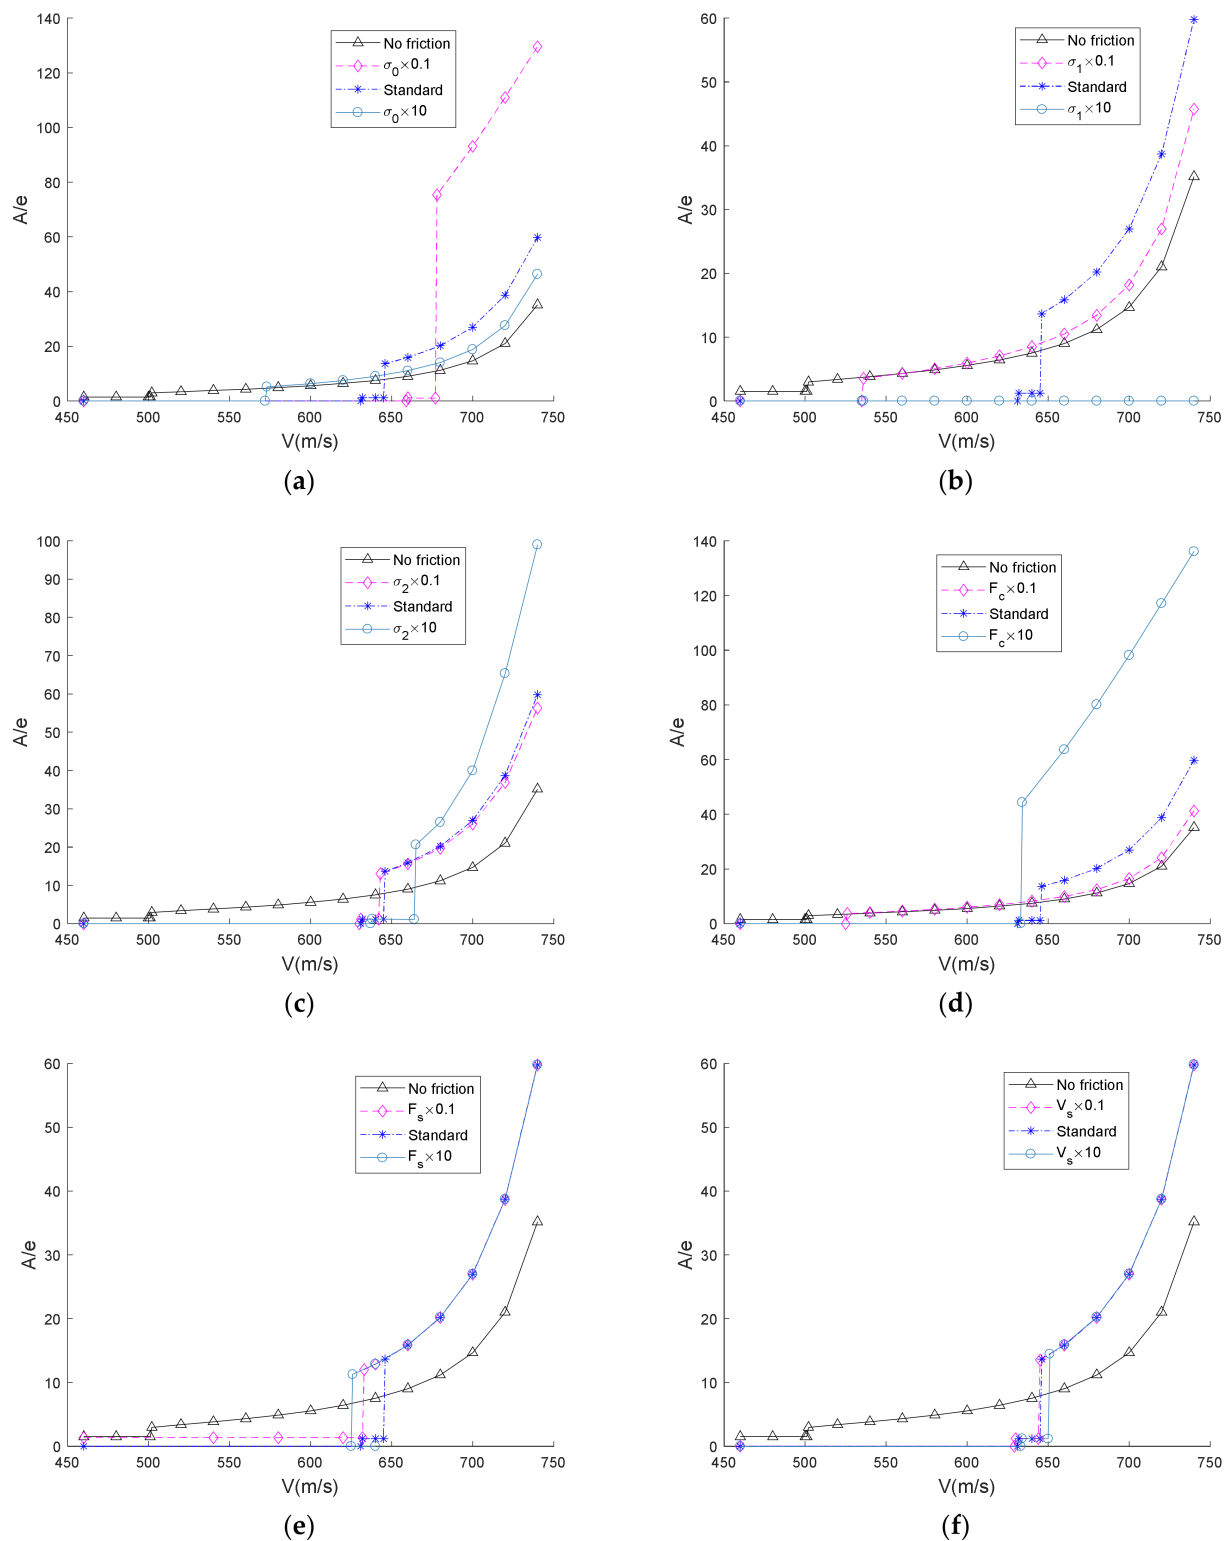 140
120
100
80
60
40
20
0
A/e
No friction
σ0×0.1
Standard
σ0×10
450 500 550 600 650 700 750
V(m/s)
(a)
60
50
40
30
20
10
0
A/e
No friction
σ1×0.1
Standard
σ1×10
450 500 550 600 650 700 750
V(m/s)
(b)
100
90
80
70
60
50
40
30
20
10
0
A/e
No friction
σ2×0.1
Standard
σ2×10
450 500 550 600 650 700 750
V(m/s)
(c)
140
120
100
80
60
40
20
0
A/e
No friction
Fc×0.1
Standard
Fc×10
450 500 550 600 650 700 750
V(m/s)
(d)
60
50
40
30
20
10
0
A/e
No friction
Fs×0.1
Standard
Fs×10
450 500 550 600 650 700 750
V(m/s)
(e)
60
50
40
30
20
10
0
A/e
No friction
Vs×0.1
Standard
Vs×10
450 500 550 600 650 700 750
V(m/s)
(f)